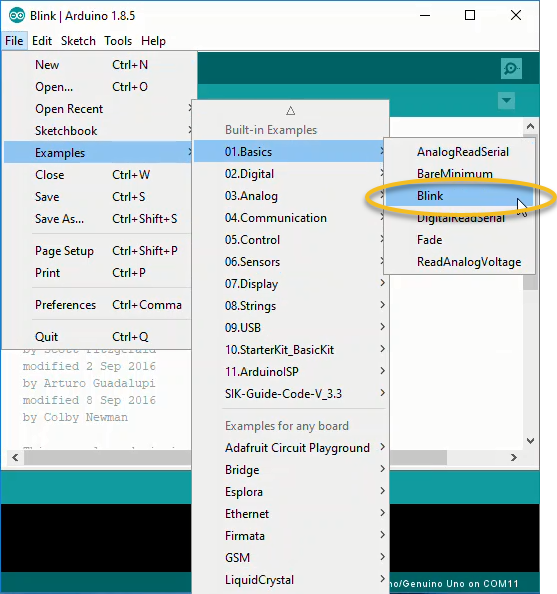 Blink | Arduino 1.8.5
File Edit Sketch Tools Help
New Ctrl+N
Open... Ctrl+O
Open Recent
Sketchbook
Examples
Close Ctrl+W
Save Ctrl+S
Save As... Ctrl+Shift+S
Page Setup Ctrl+Shift+P
Print Ctrl+P
Preferences Ctrl+Comma
Quit Ctrl+Q
Built-in Examples
01.Basics
02.Digital
03.Analog
04.Communication
05.Control
06.Sensors
07.Display
08.Strings
09.USB
10.StarterKit_BasicKit
11.ArduinoISP
SIK-Guide-Code-V_3.3
Examples for any board
Adafruit Circuit Playground
Bridge
Esplora
Ethernet
Firmata
GSM
LiquidCrystal
AnalogReadSerial
BareMinimum
Blink
DigitalReadSerial
Fade
ReadAnalogVoltage
by Scott Fitzgerald
modified 2 Sep 2016
by Arturo Guadalupi
modified 8 Sep 2016
by Colby Newman
no/Genuino Uno on COM11